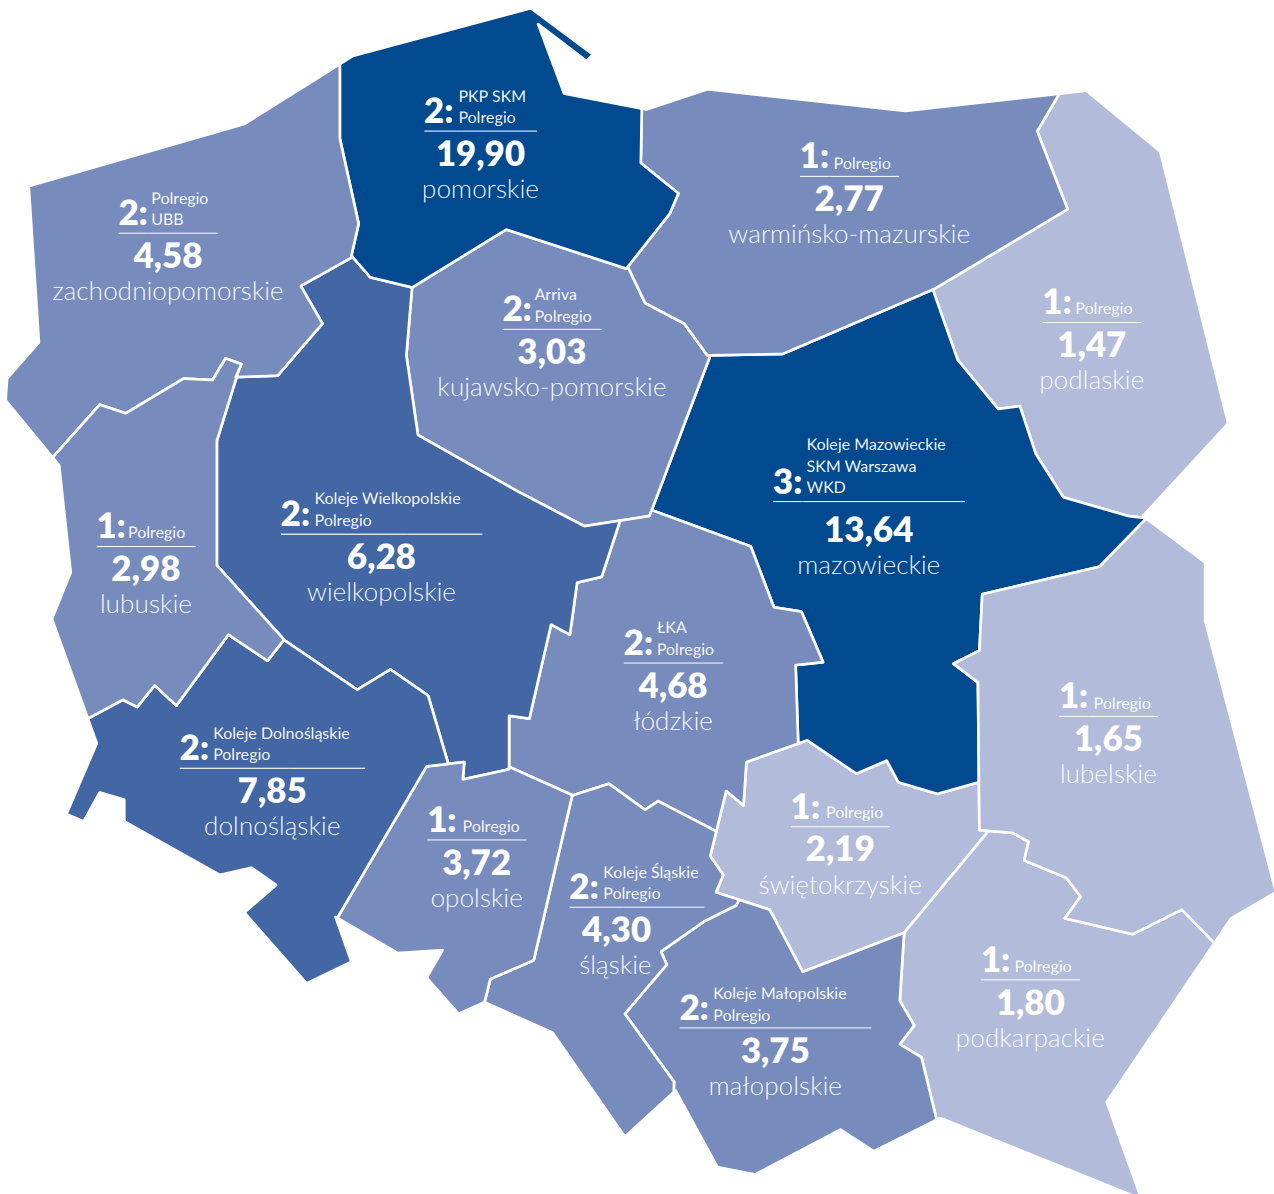 2: PKP SKM
Polregio
19,90
pomorskie
1: Polregio
2,77
warmińsko-mazurskie
2: Polregio
UBB
4,58
zachodniopomorskie
2: Arriva
Polregio
3,03
kujawsko-pomorskie
1: Polregio
1,47
podlaskie
Koleje Mazowieckie
3: SKM Warszawa
WKD
13,64
mazowieckie
2: Koleje Wielkopolskie
Polregio
6,28
wielkopolskie
1: Polregio
2,98
lubuskie
2: ŁKA
Polregio
4,68
łódzkie
1: Polregio
1,65
lubelskie
2: Koleje Dolnośląskie
Polregio
7,85
dolnośląskie
1: Polregio
3,72
opolskie
1: Polregio
2,19
świętokrzyskie
2: Koleje Śląskie
Polregio
4,30
śląskie
1: Polregio
1,80
podkarpackie
2: Koleje Małopolskie
Polregio
3,75
małopolskie